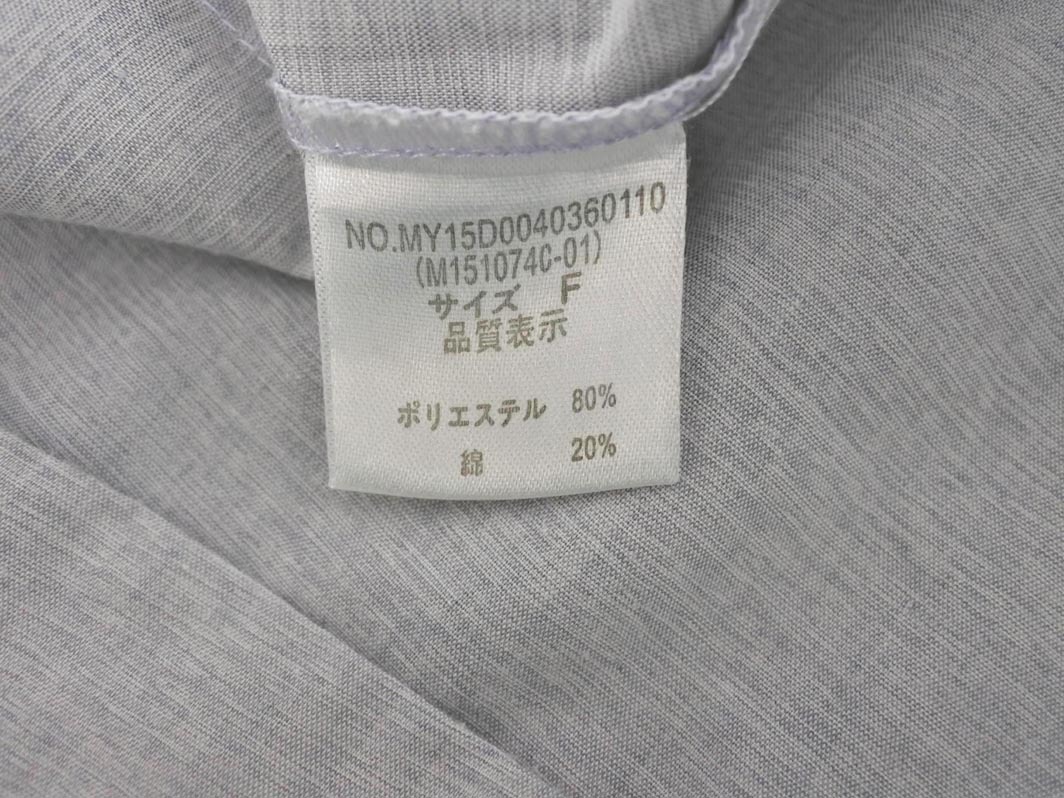 NO.MY15D0040360110
(M151074C-01)
サイズ F
品質表示
ポリエステル 80%
綿 20%